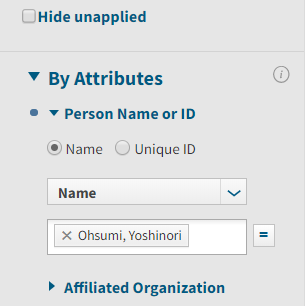 Hide unapplied
By Attributes
Person Name or ID
Name Unique ID
Name
× Ohsumi, Yoshinori =
Affiliated Organization